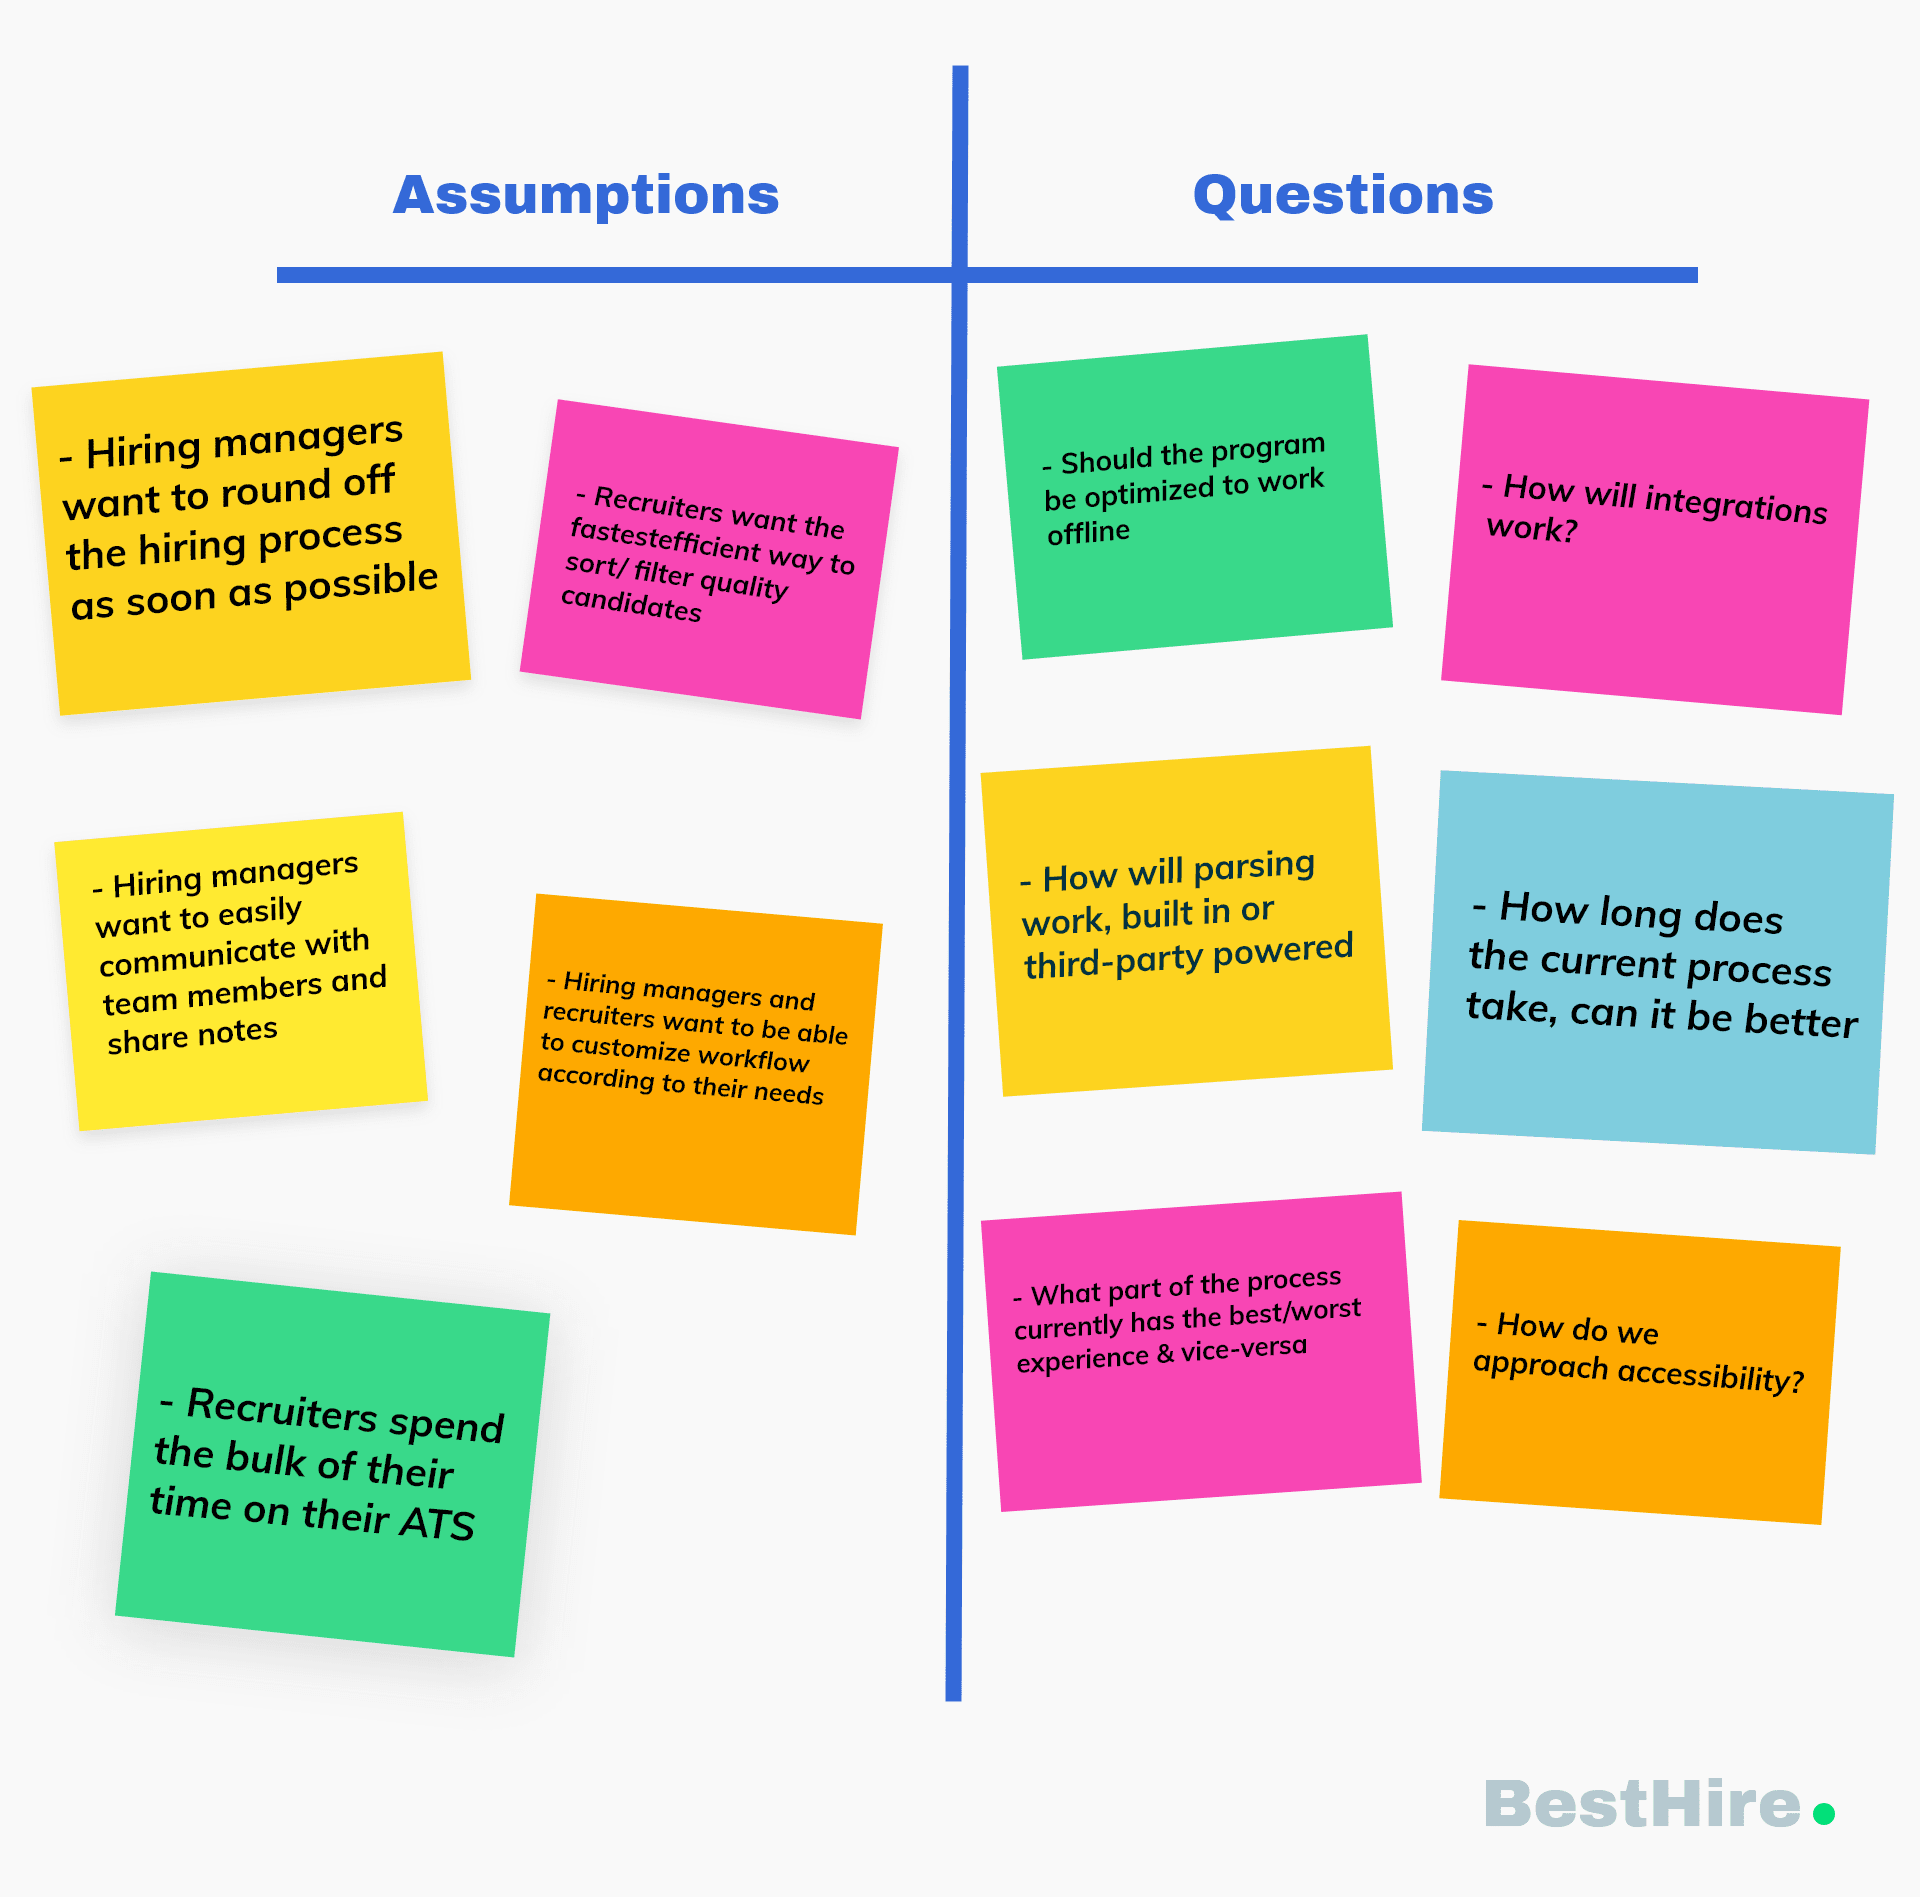 Assumptions
Questions
- Hiring managers
want to round off
the hiring process
as soon as possible
- Recruiters want the
fastestefficient way to
sort/ filter quality
candidates
- Hiring managers
want to easily
communicate with
team members and
share notes
- Hiring managers and
recruiters want to be able
to customize workflow
according to their needs
- Recruiters spend
the bulk of their
time on their ATS
- Should the program
be optimized to work
offline
- How will integrations
work?
- How will parsing
work, built in or
third-party powered
- How long does
the current process
take, can it be better
- What part of the process
currently has the best/worst
experience & vice-versa
- How do we
approach accessibility?
BestHire.